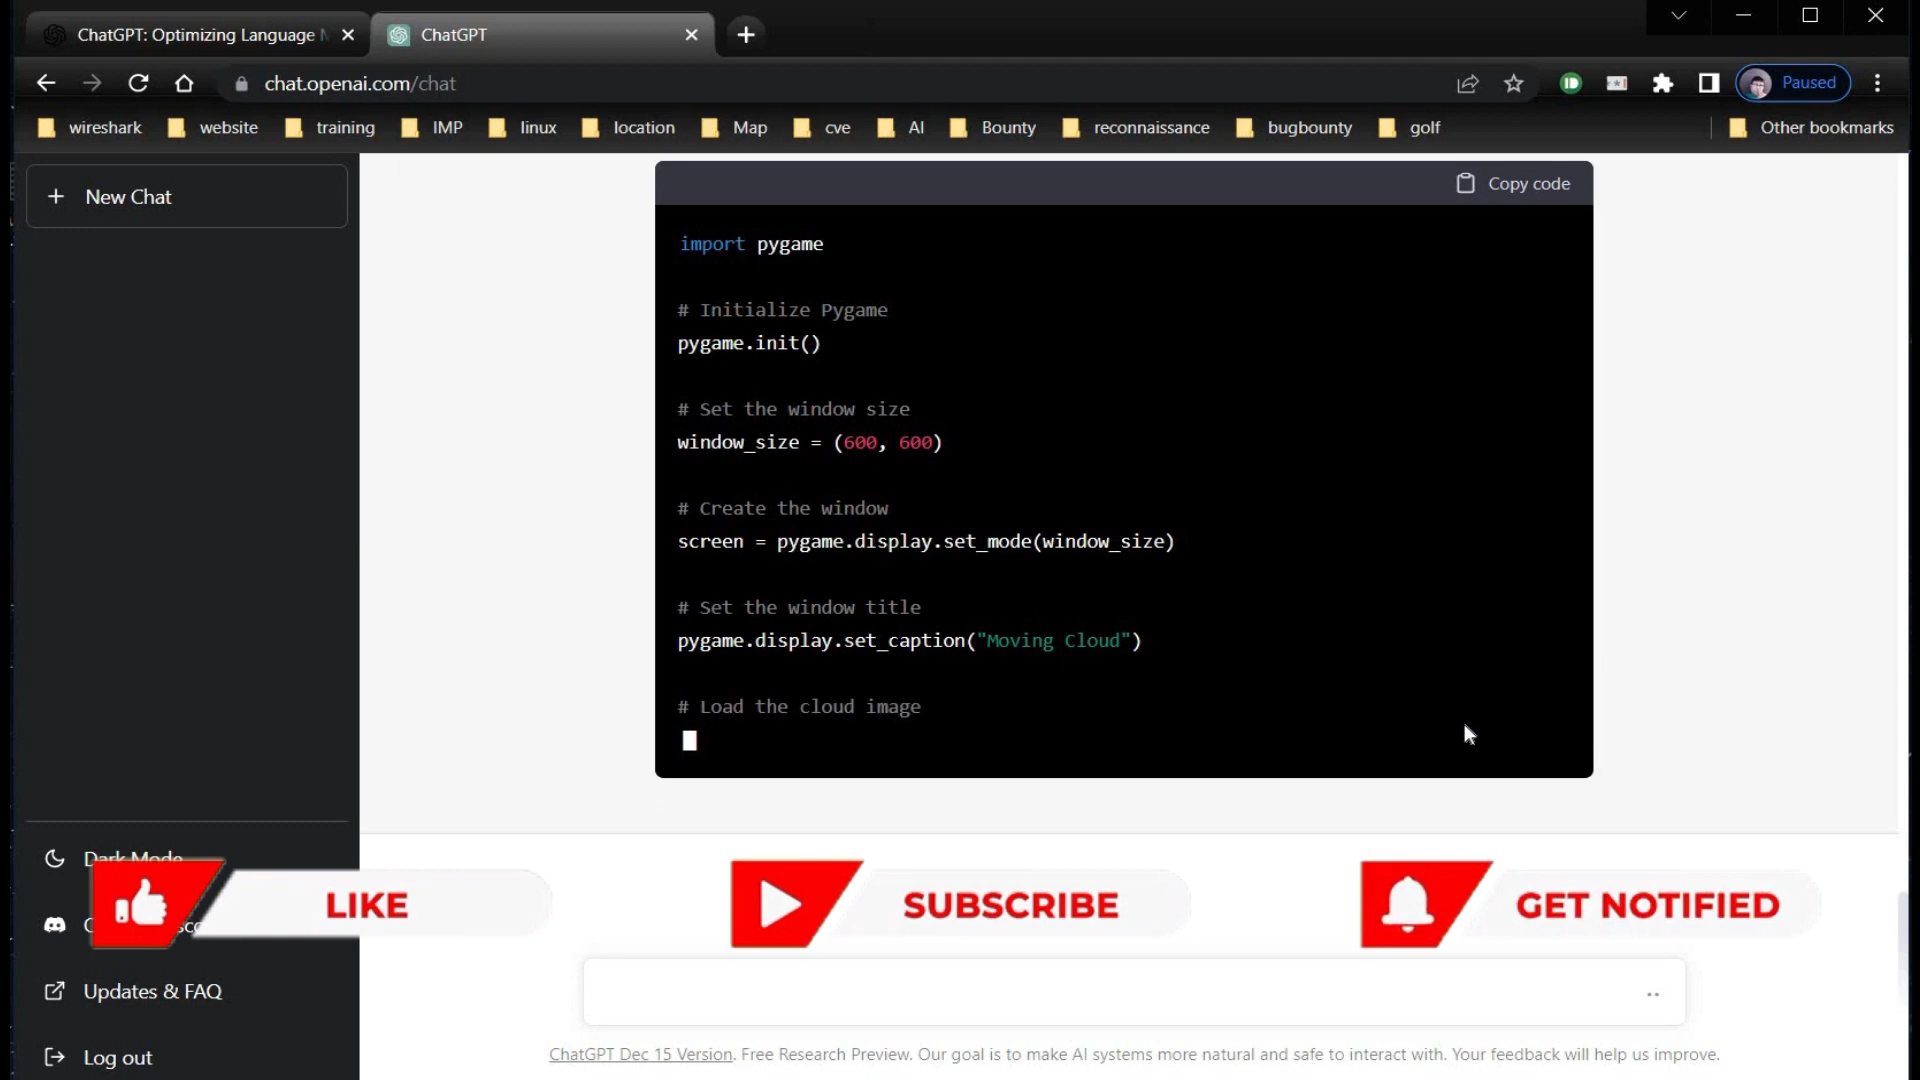 ChatGPT: Optimizing Language
ChatGPT
chat.openai.com/chat
Paused
wireshark
website
training
IMP
linux
location
Map
cve
AI
Bounty
reconnaissance
bugbounty
golf
Other bookmarks
New Chat
Copy code
import pygame
# Initialize Pygame
pygame.init()
# Set the window size
window_size = (600, 600)
# Create the window
screen = pygame.display.set_mode(window_size)
# Set the window title
pygame.display.set_caption("Moving Cloud")
# Load the cloud image
Dark Mode
LIKE
SUBSCRIBE
GET NOTIFIED
Updates & FAQ
Log out
ChatGPT Dec 15 Version. Free Research Preview. Our goal is to make AI systems more natural and safe to interact with. Your feedback will help us improve.